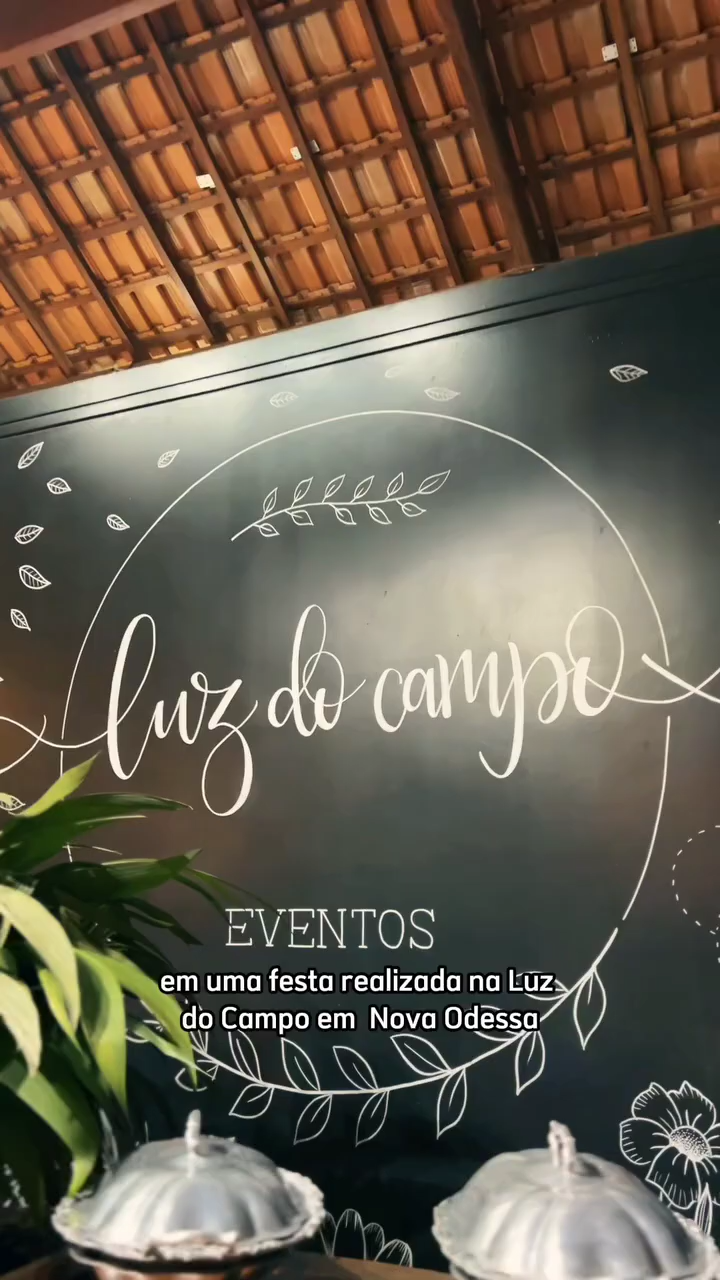 luz do campo
EVENTOS
em uma festa realizada na Luz
do Campo em Nova Odessa